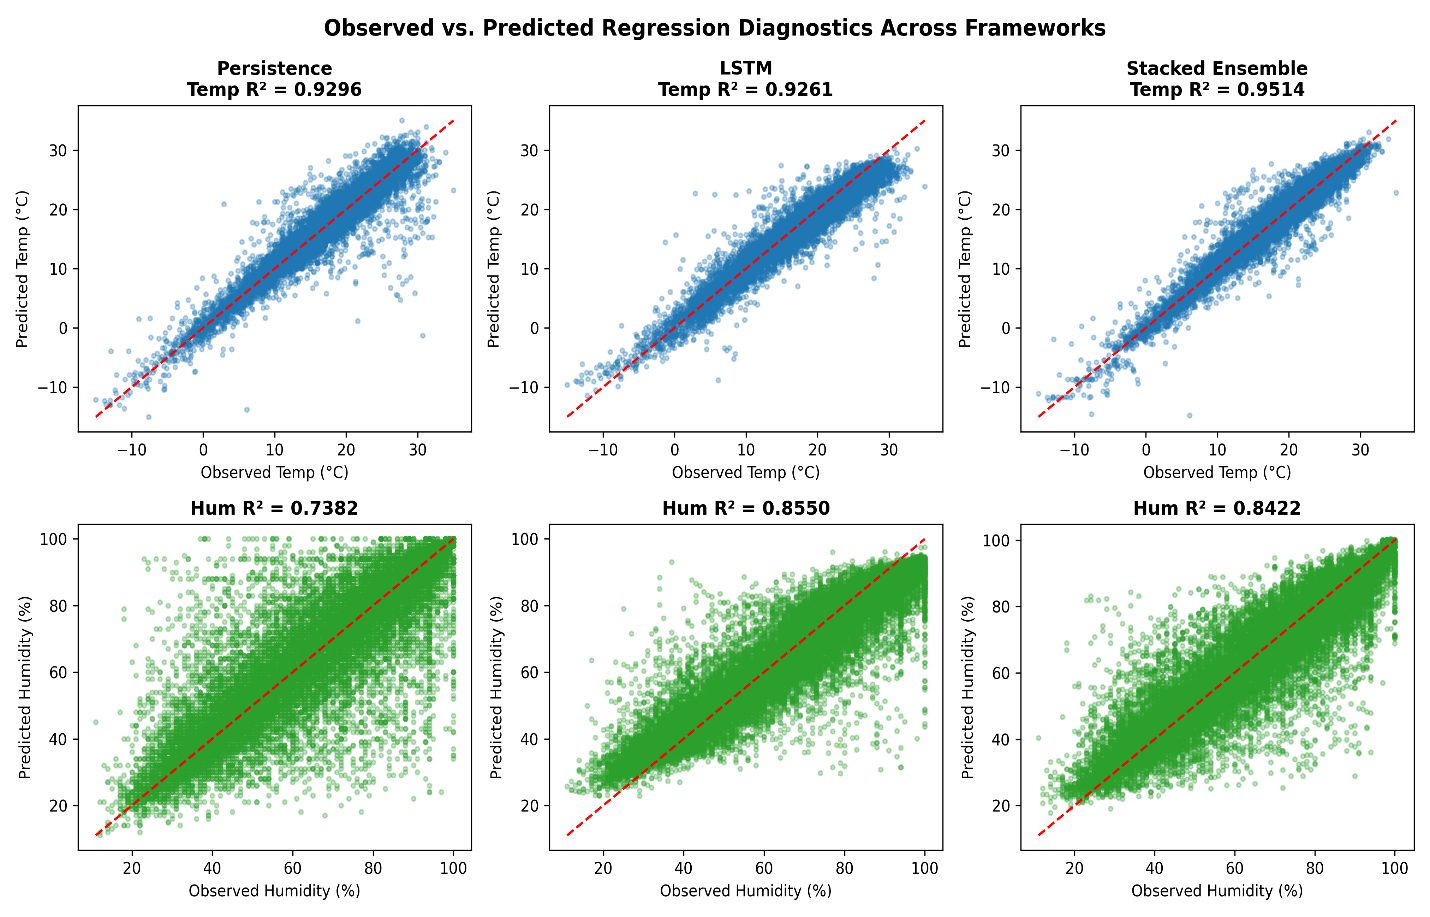 Observed vs. Predicted Regression Diagnostics Across Frameworks
Persistence
Temp R² = 0.9296
30
20
10
0
−10
Predicted Temp (°C)
−10 0 10 20 30
Observed Temp (°C)
LSTM
Temp R² = 0.9261
30
20
10
0
−10
Predicted Temp (°C)
−10 0 10 20 30
Observed Temp (°C)
Stacked Ensemble
Temp R² = 0.9514
30
20
10
0
−10
Predicted Temp (°C)
−10 0 10 20 30
Observed Temp (°C)
Hum R² = 0.7382
100
80
60
40
20
Predicted Humidity (%)
20 40 60 80 100
Observed Humidity (%)
Hum R² = 0.8550
100
80
60
40
20
Predicted Humidity (%)
20 40 60 80 100
Observed Humidity (%)
Hum R² = 0.8422
100
80
60
40
20
Predicted Humidity (%)
20 40 60 80 100
Observed Humidity (%)